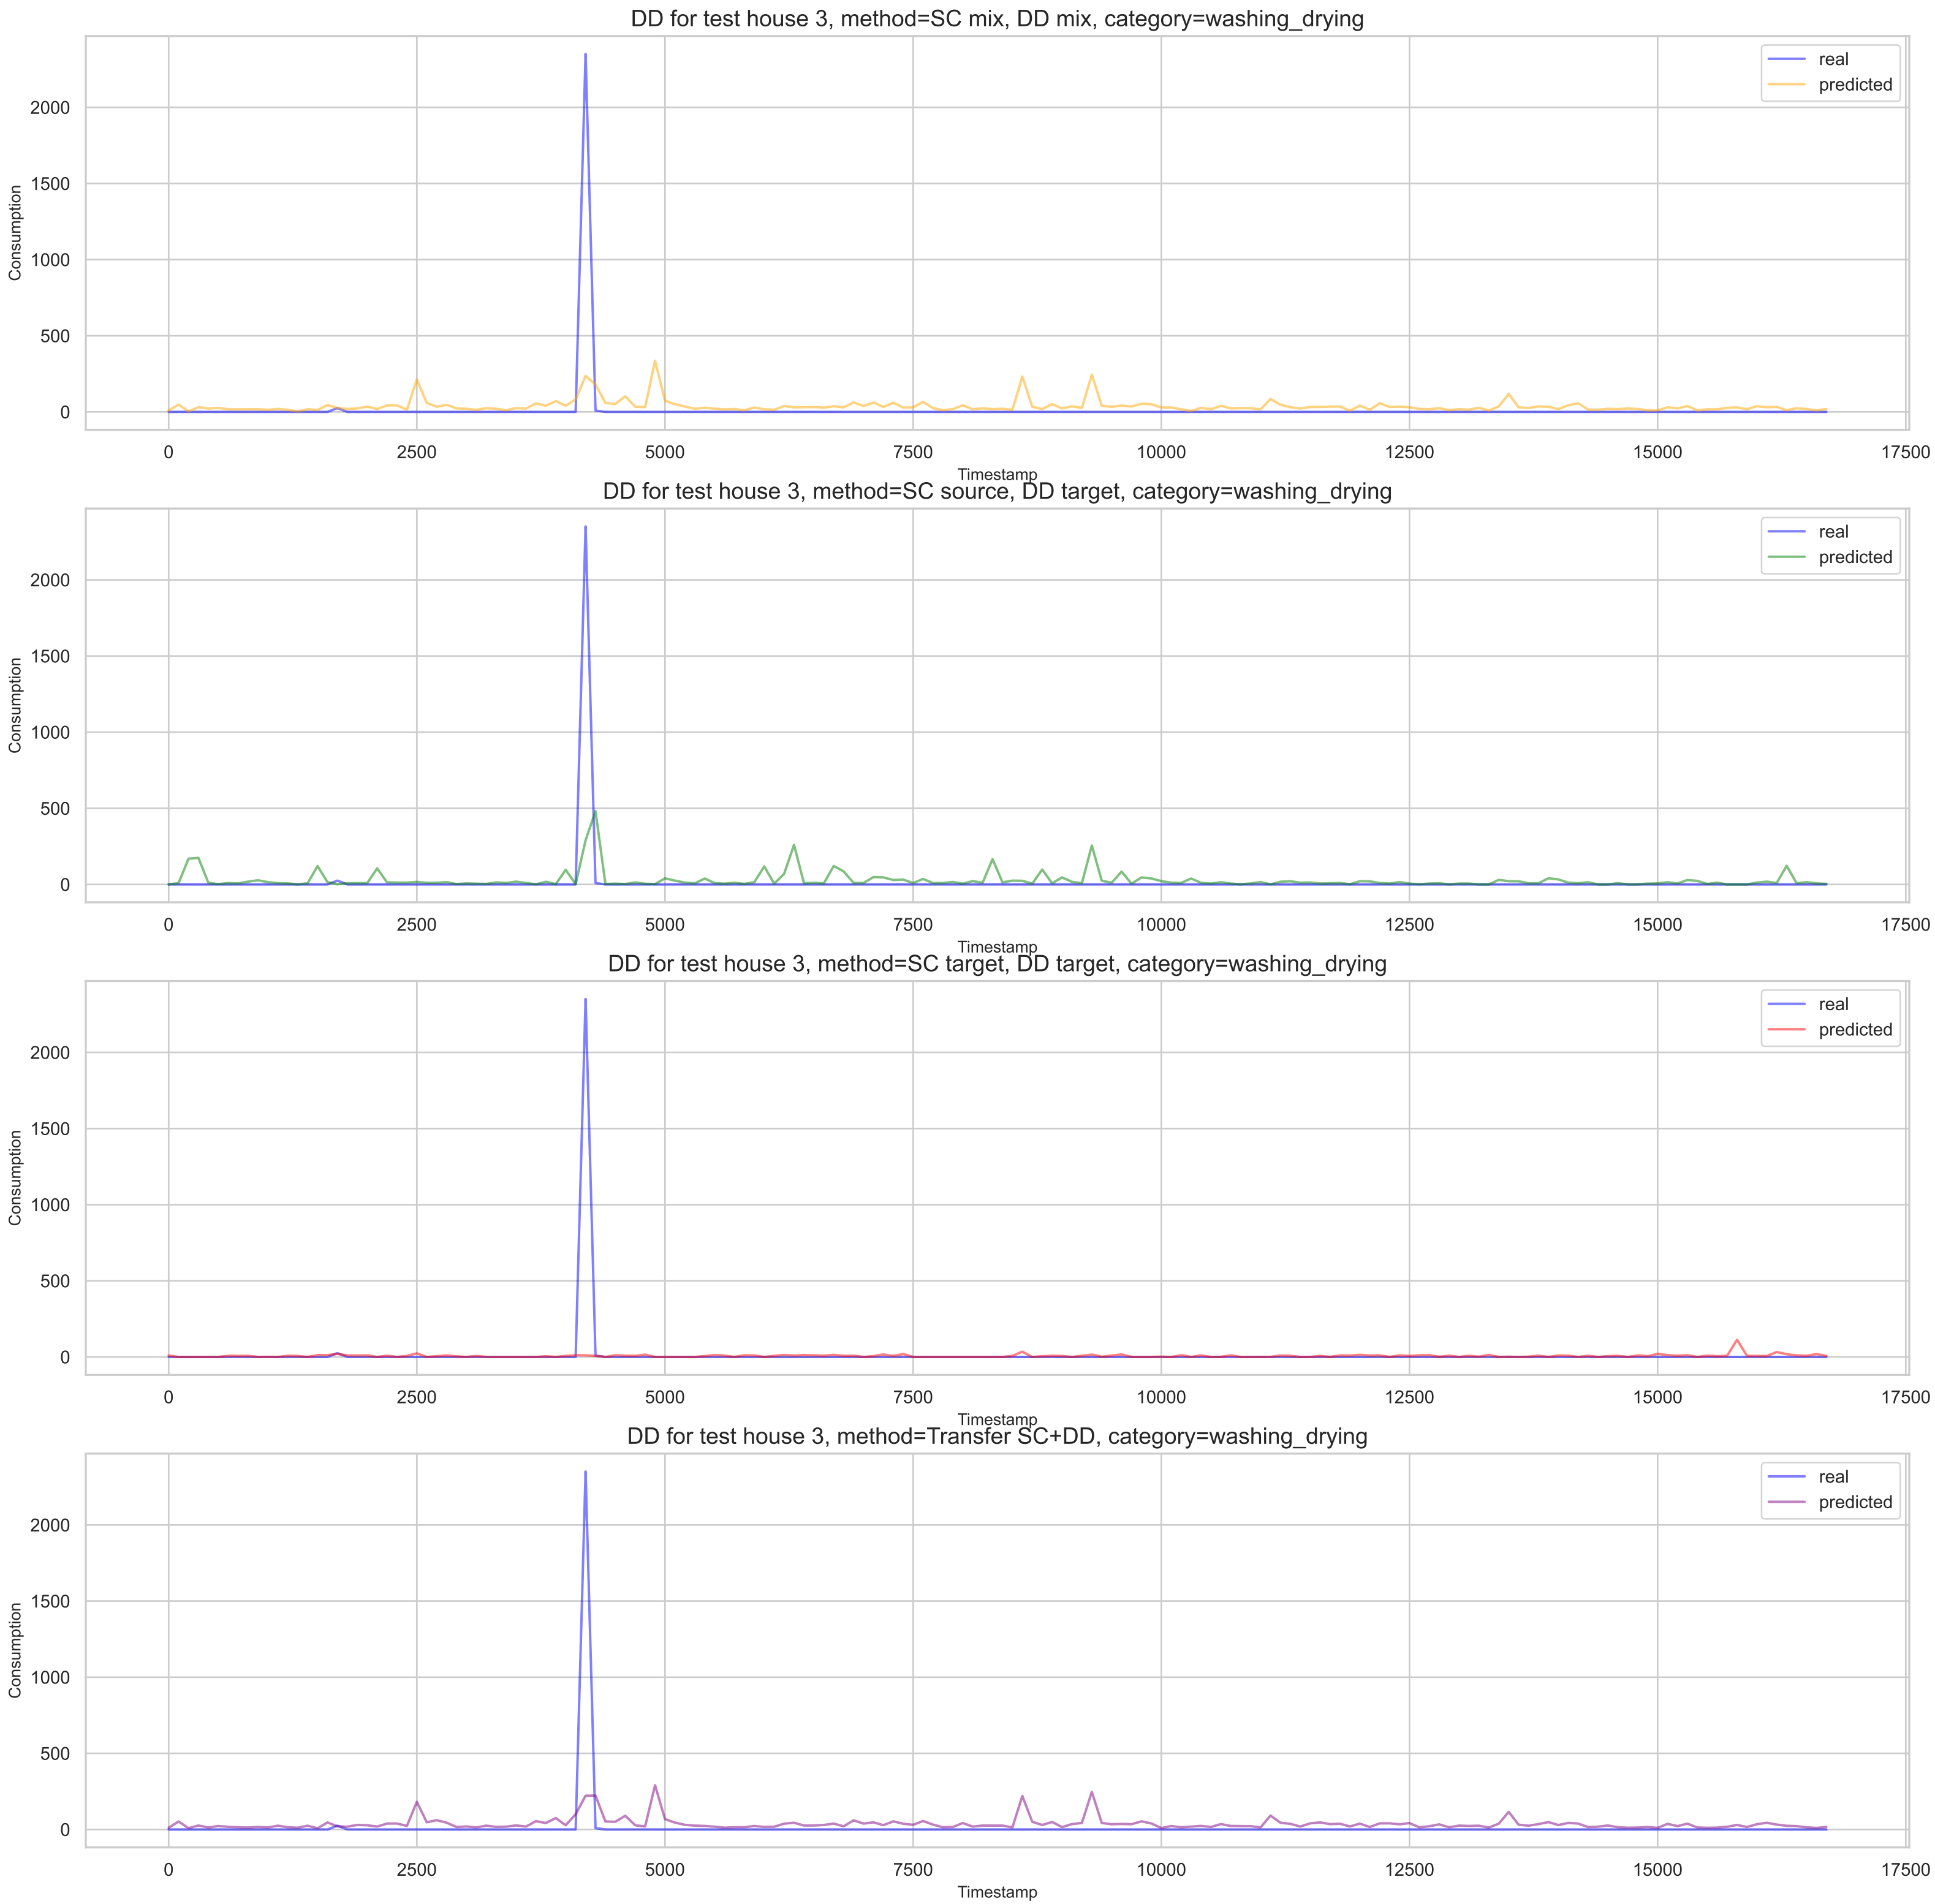 DD for test house 3, method=SC mix, DD mix, category=washing_drying
real
predicted
Consumption
2000
1500
1000
500
0
0 2500 5000 7500 10000 12500 15000 17500
Timestamp
DD for test house 3, method=SC source, DD target, category=washing_drying
real
predicted
Consumption
2000
1500
1000
500
0
0 2500 5000 7500 10000 12500 15000 17500
Timestamp
DD for test house 3, method=SC target, DD target, category=washing_drying
real
predicted
Consumption
2000
1500
1000
500
0
0 2500 5000 7500 10000 12500 15000 17500
Timestamp
DD for test house 3, method=Transfer SC+DD, category=washing_drying
real
predicted
Consumption
2000
1500
1000
500
0
0 2500 5000 7500 10000 12500 15000 17500
Timestamp